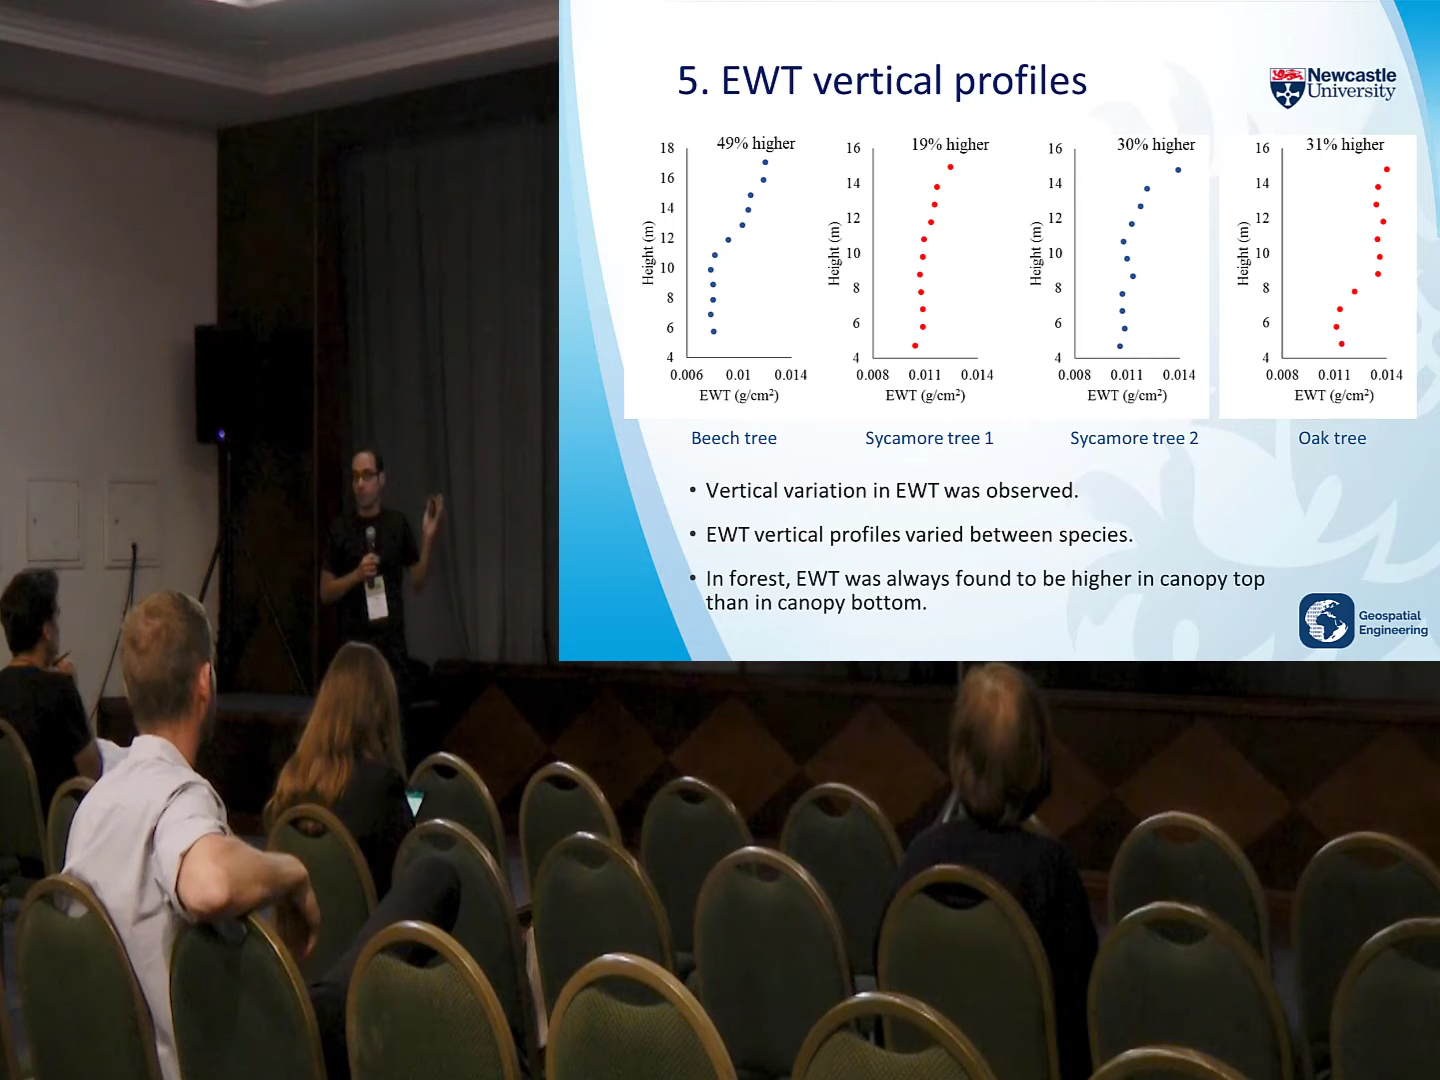 5. EWT vertical profiles
Newcastle
University
49% higher
18
16
14
12
10
8
6
4
Height (m)
0.006 0.01 0.014
EWT (g/cm²)
Beech tree
19% higher
16
14
12
10
8
6
4
Height (m)
0.008 0.011 0.014
EWT (g/cm²)
Sycamore tree 1
30% higher
16
14
12
10
8
6
4
Height (m)
0.008 0.011 0.014
EWT (g/cm²)
Sycamore tree 2
31% higher
16
14
12
10
8
6
4
Height (m)
0.008 0.011 0.014
EWT (g/cm²)
Oak tree
• Vertical variation in EWT was observed.
• EWT vertical profiles varied between species.
• In forest, EWT was always found to be higher in canopy top
than in canopy bottom.
Geospatial
Engineering